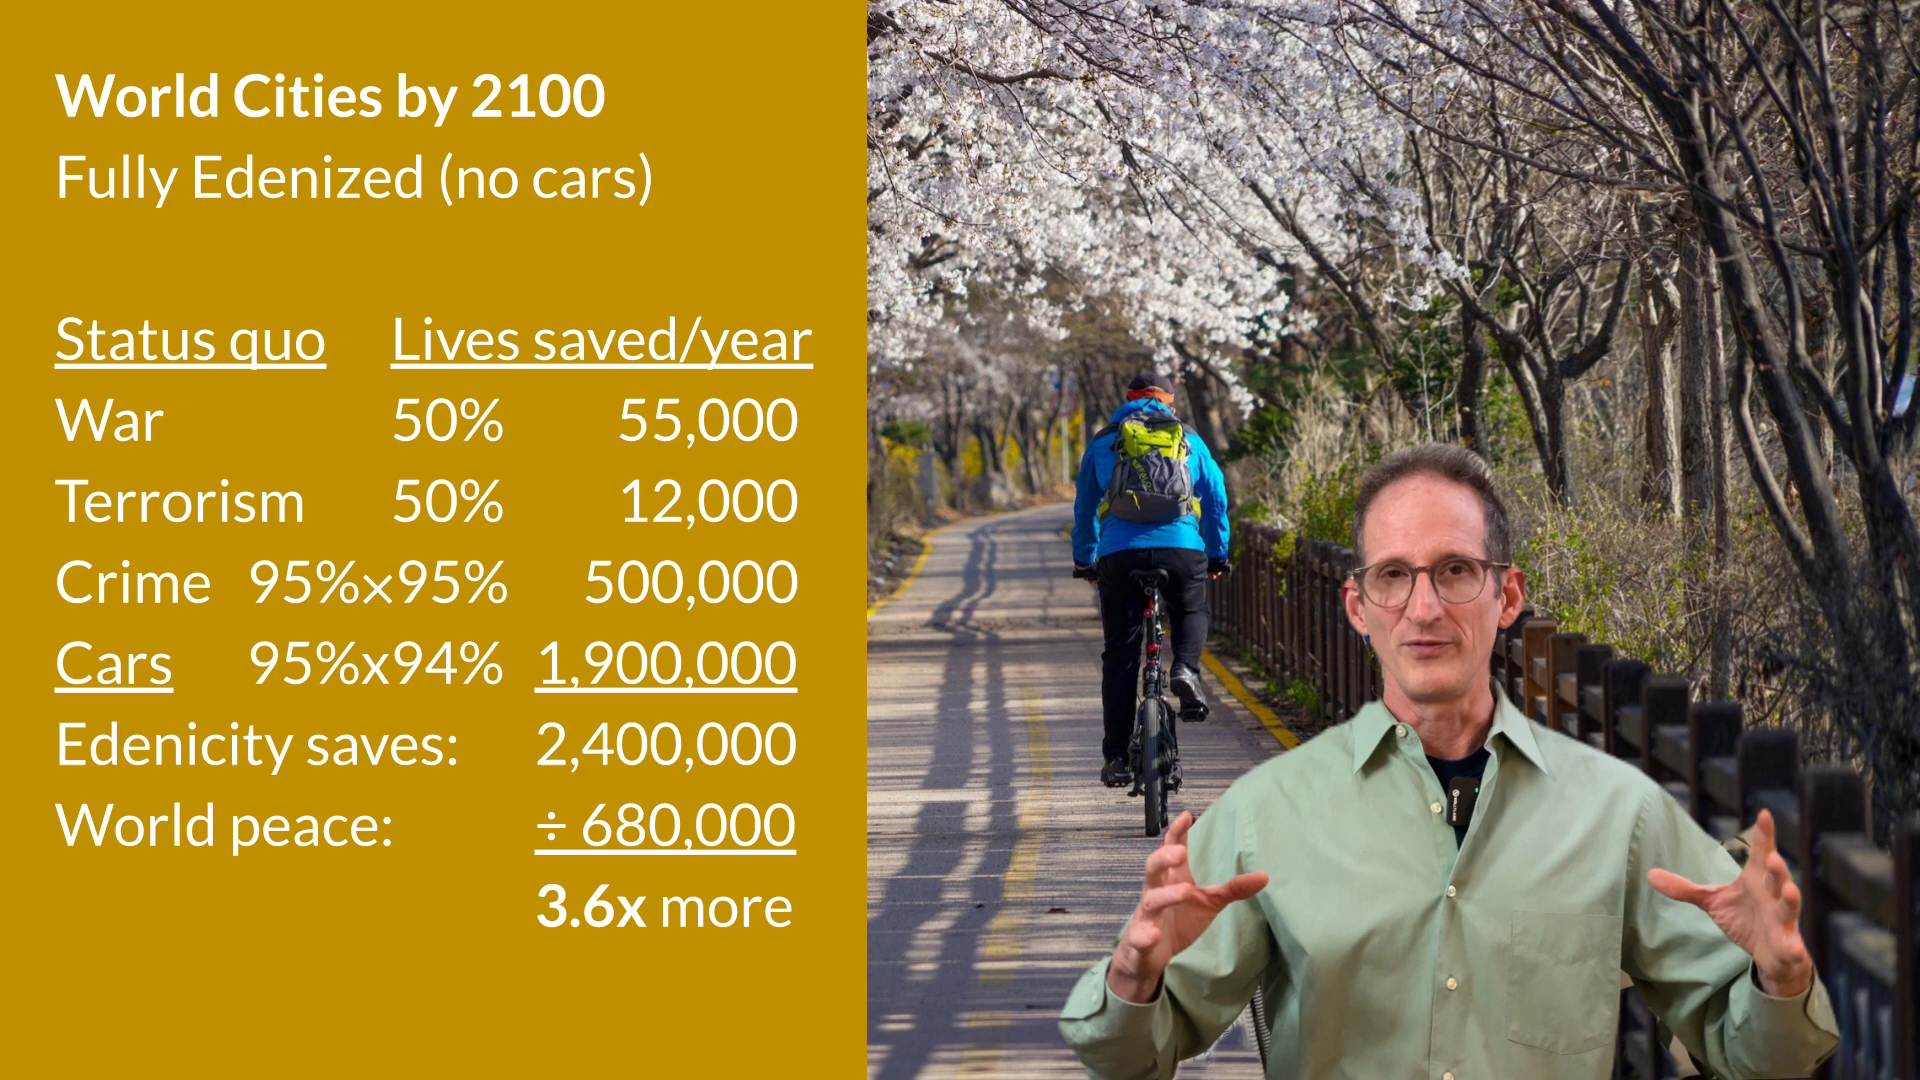 World Cities by 2100
Fully Edenized (no cars)
Status quo Lives saved/year
War 50% 55,000
Terrorism 50% 12,000
Crime 95%×95% 500,000
Cars 95%x94% 1,900,000
Edenicity saves: 2,400,000
World peace: ÷ 680,000
3.6x more